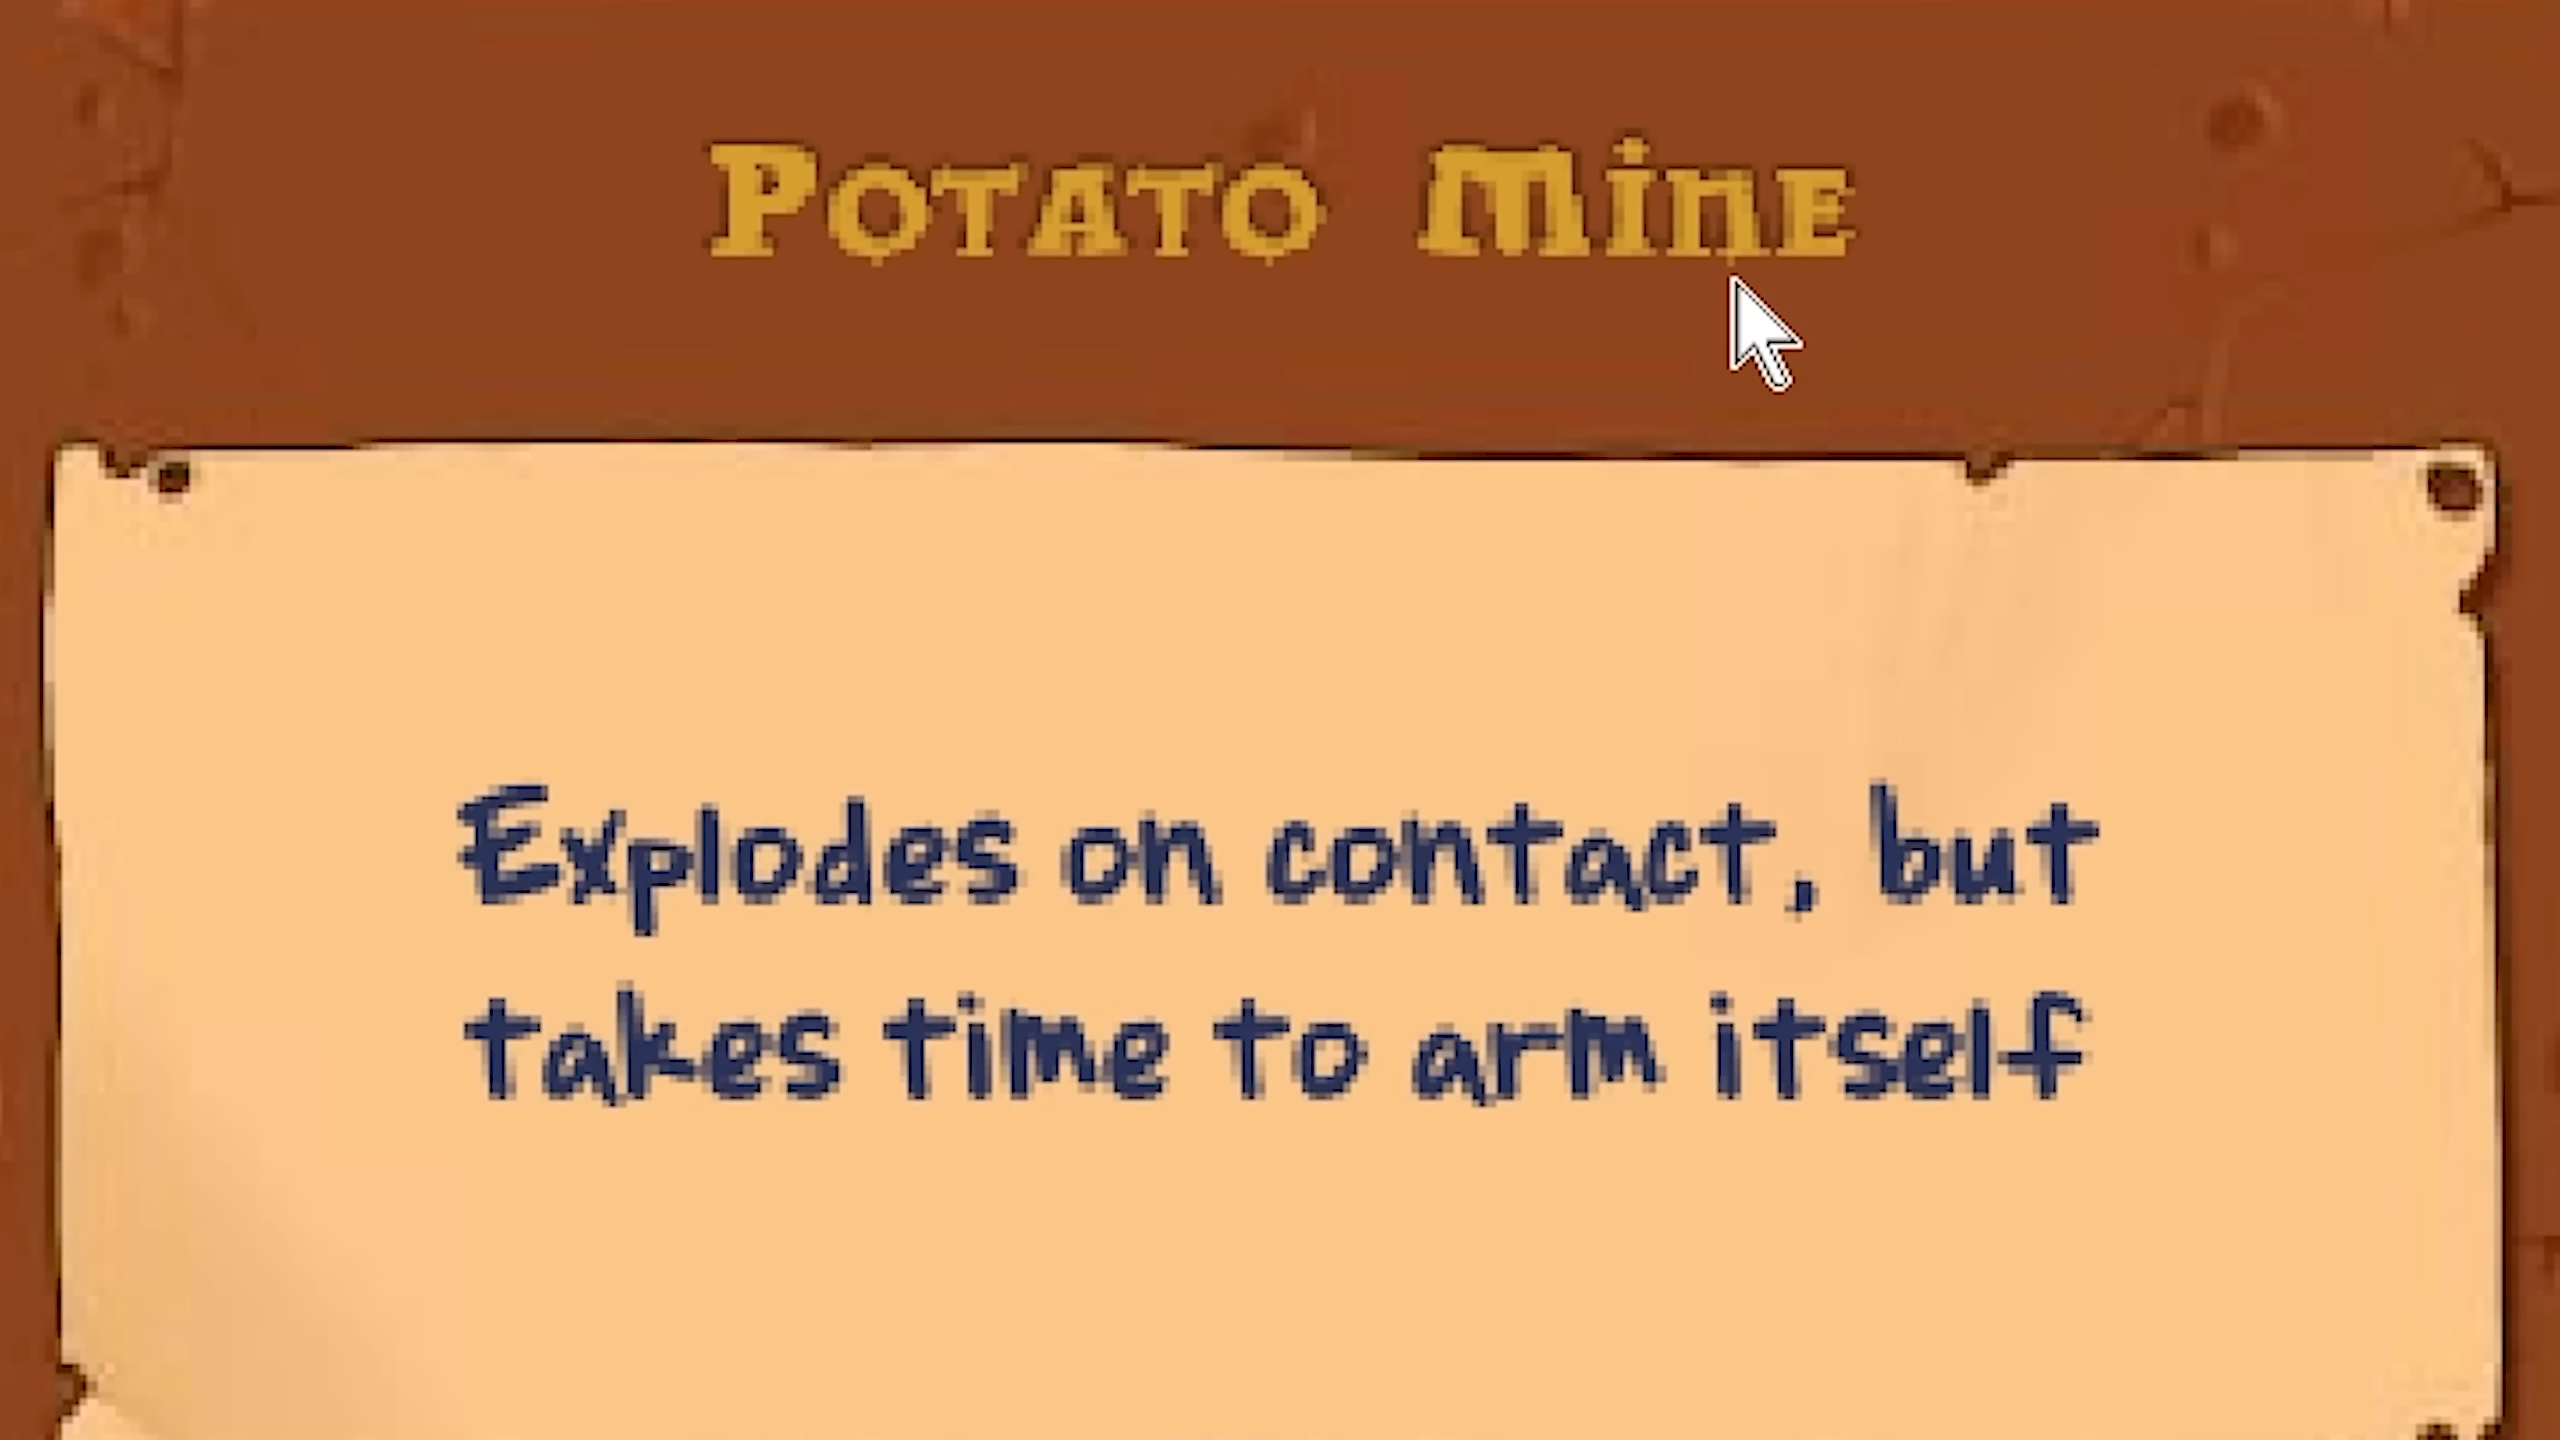 Potato Mine
Explodes on contact, but
takes time to arm itself